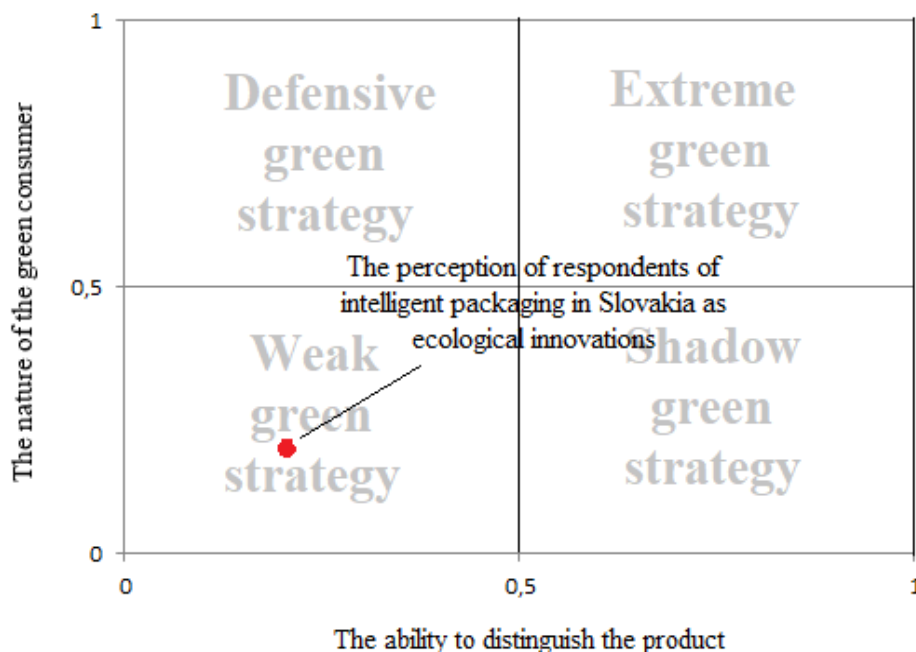 1
The nature of the green consumer
Defensive
green
strategy
Extreme
green
strategy
The perception of respondents of
intelligent packaging in Slovakia as
ecological innovations
0,5
Weak
green
strategy
Shadow
green
strategy
0
0
0,5
1
The ability to distinguish the product